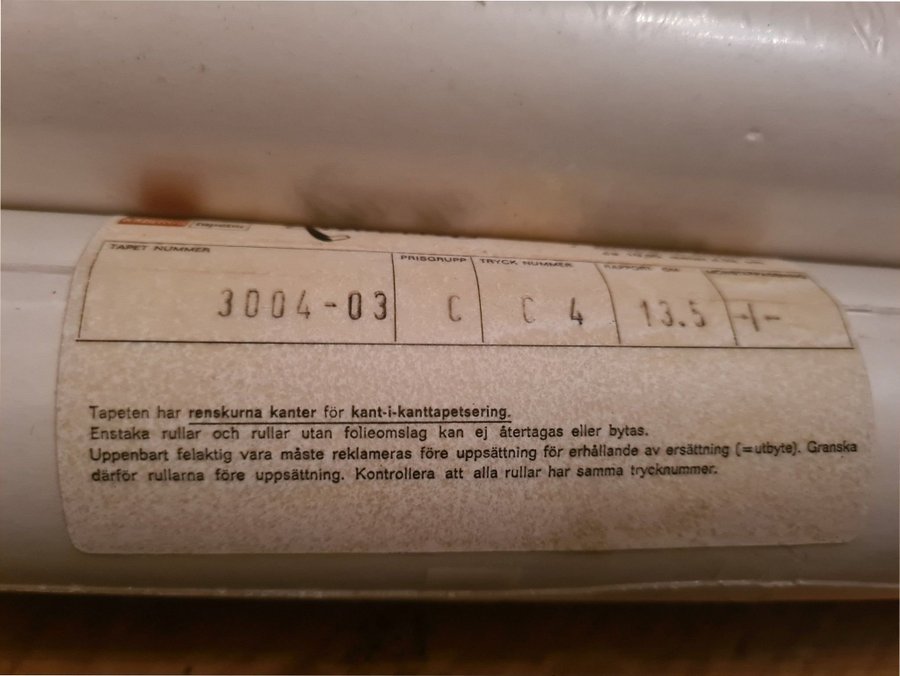 TAPET NUMMER PRISGRUPP TRYCK NUMMER RAPPORT CM
3004-03 C C 4 13.5 -/-
Tapeten har renskurna kanter för kant-i-kanttapetsering.
Enstaka rullar och rullar utan folieomslag kan ej återtagas eller bytas.
Uppenbart felaktig vara måste reklameras före uppsättning för erhållande av ersättning (=utbyte). Granska
därför rullarna före uppsättning. Kontrollera att alla rullar har samma trycknummer.